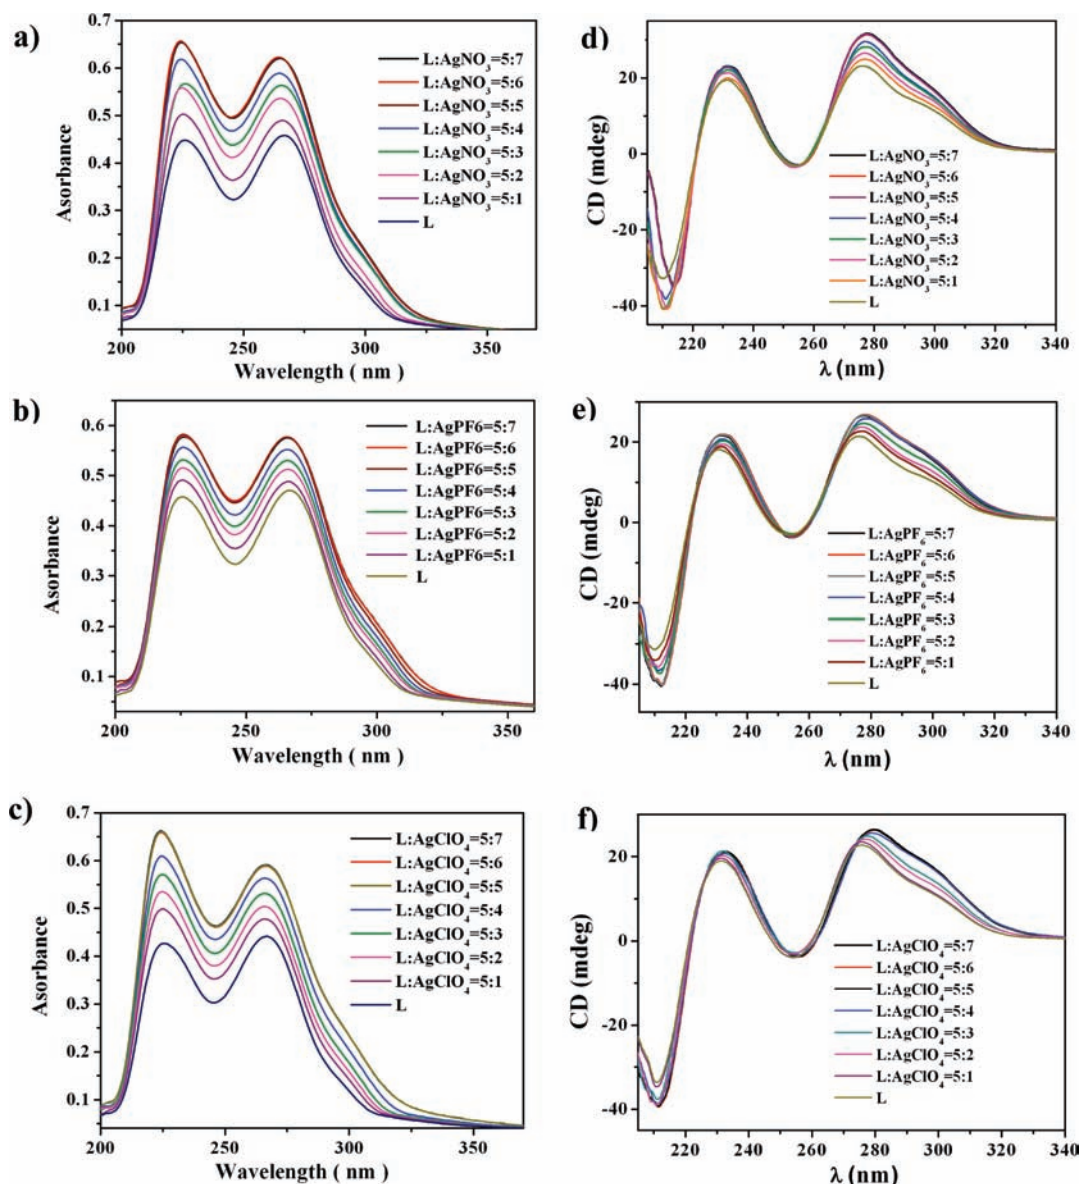 a)
0.7
0.6
0.5
0.4
0.3
0.2
0.1
Asorbance
L:AgNO3=5:7
L:AgNO3=5:6
L:AgNO3=5:5
L:AgNO3=5:4
L:AgNO3=5:3
L:AgNO3=5:2
L:AgNO3=5:1
L
200 250 300 350
Wavelength ( nm )
d)
20
0
-20
-40
CD (mdeg)
L:AgNO3=5:7
L:AgNO3=5:6
L:AgNO3=5:5
L:AgNO3=5:4
L:AgNO3=5:3
L:AgNO3=5:2
L:AgNO3=5:1
L
220 240 260 280 300 320 340
λ (nm)
b)
0.6
0.5
0.4
0.3
0.2
0.1
Asorbance
L:AgPF6=5:7
L:AgPF6=5:6
L:AgPF6=5:5
L:AgPF6=5:4
L:AgPF6=5:3
L:AgPF6=5:2
L:AgPF6=5:1
L
200 250 300 350
Wavelength ( nm )
e)
20
0
-20
-40
CD (mdeg)
L:AgPF6=5:7
L:AgPF6=5:6
L:AgPF6=5:5
L:AgPF6=5:4
L:AgPF6=5:3
L:AgPF6=5:2
L:AgPF6=5:1
L
220 240 260 280 300 320 340
λ (nm)
c)
0.7
0.6
0.5
0.4
0.3
0.2
0.1
Asorbance
L:AgClO4=5:7
L:AgClO4=5:6
L:AgClO4=5:5
L:AgClO4=5:4
L:AgClO4=5:3
L:AgClO4=5:2
L:AgClO4=5:1
L
200 250 300 350
Wavelength ( nm )
f)
20
0
-20
-40
CD (mdeg)
L:AgClO4=5:7
L:AgClO4=5:6
L:AgClO4=5:5
L:AgClO4=5:4
L:AgClO4=5:3
L:AgClO4=5:2
L:AgClO4=5:1
L
220 240 260 280 300 320 340
λ (nm)